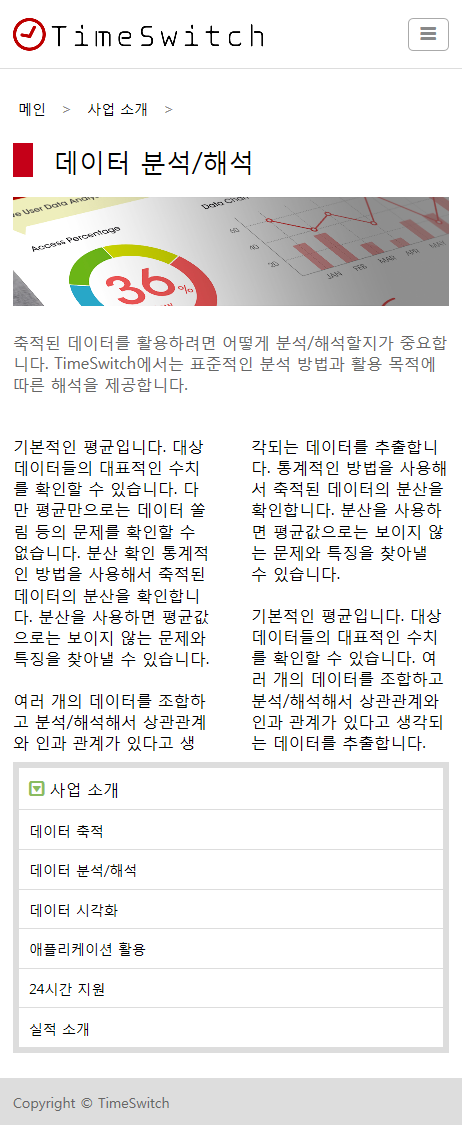 TimeSwitch
메인 > 사업 소개 >
데이터 분석/해석
ve User Data Analy
Data Char
Access Percentage
36%
60
40
20
JAN FEB MAR APR MAY
축적된 데이터를 활용하려면 어떻게 분석/해석할지가 중요합
니다. TimeSwitch에서는 표준적인 분석 방법과 활용 목적에
따른 해석을 제공합니다.
기본적인 평균입니다. 대상
데이터들의 대표적인 수치
를 확인할 수 있습니다. 다
만 평균만으로는 데이터 쏠
림 등의 문제를 확인할 수
없습니다. 분산 확인 통계적
인 방법을 사용해서 축적된
데이터의 분산을 확인합니
다. 분산을 사용하면 평균값
으로는 보이지 않는 문제와
특징을 찾아낼 수 있습니다.
여러 개의 데이터를 조합하
고 분석/해석해서 상관관계
와 인과 관계가 있다고 생
각되는 데이터를 추출합니
다. 통계적인 방법을 사용해
서 축적된 데이터의 분산을
확인합니다. 분산을 사용하
면 평균값으로는 보이지 않
는 문제와 특징을 찾아낼
수 있습니다.
기본적인 평균입니다. 대상
데이터들의 대표적인 수치
를 확인할 수 있습니다. 여
러 개의 데이터를 조합하고
분석/해석해서 상관관계와
인과 관계가 있다고 생각되
는 데이터를 추출합니다.
사업 소개
데이터 축적
데이터 분석/해석
데이터 시각화
애플리케이션 활용
24시간 지원
실적 소개
Copyright © TimeSwitch